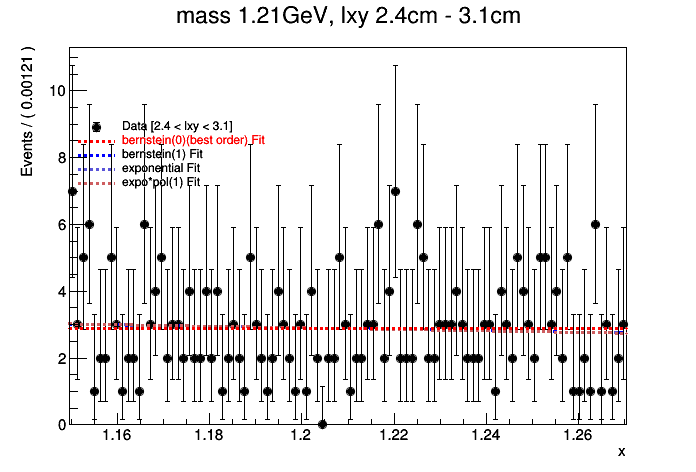 mass 1.21GeV, lxy 2.4cm - 3.1cm
Events / ( 0.00121 )
10
8
6
4
2
0
Data [2.4 < lxy < 3.1]
bernstein(0)(best order) Fit
bernstein(1) Fit
exponential Fit
expo*pol(1) Fit
1.16
1.18
1.2
1.22
1.24
1.26
x